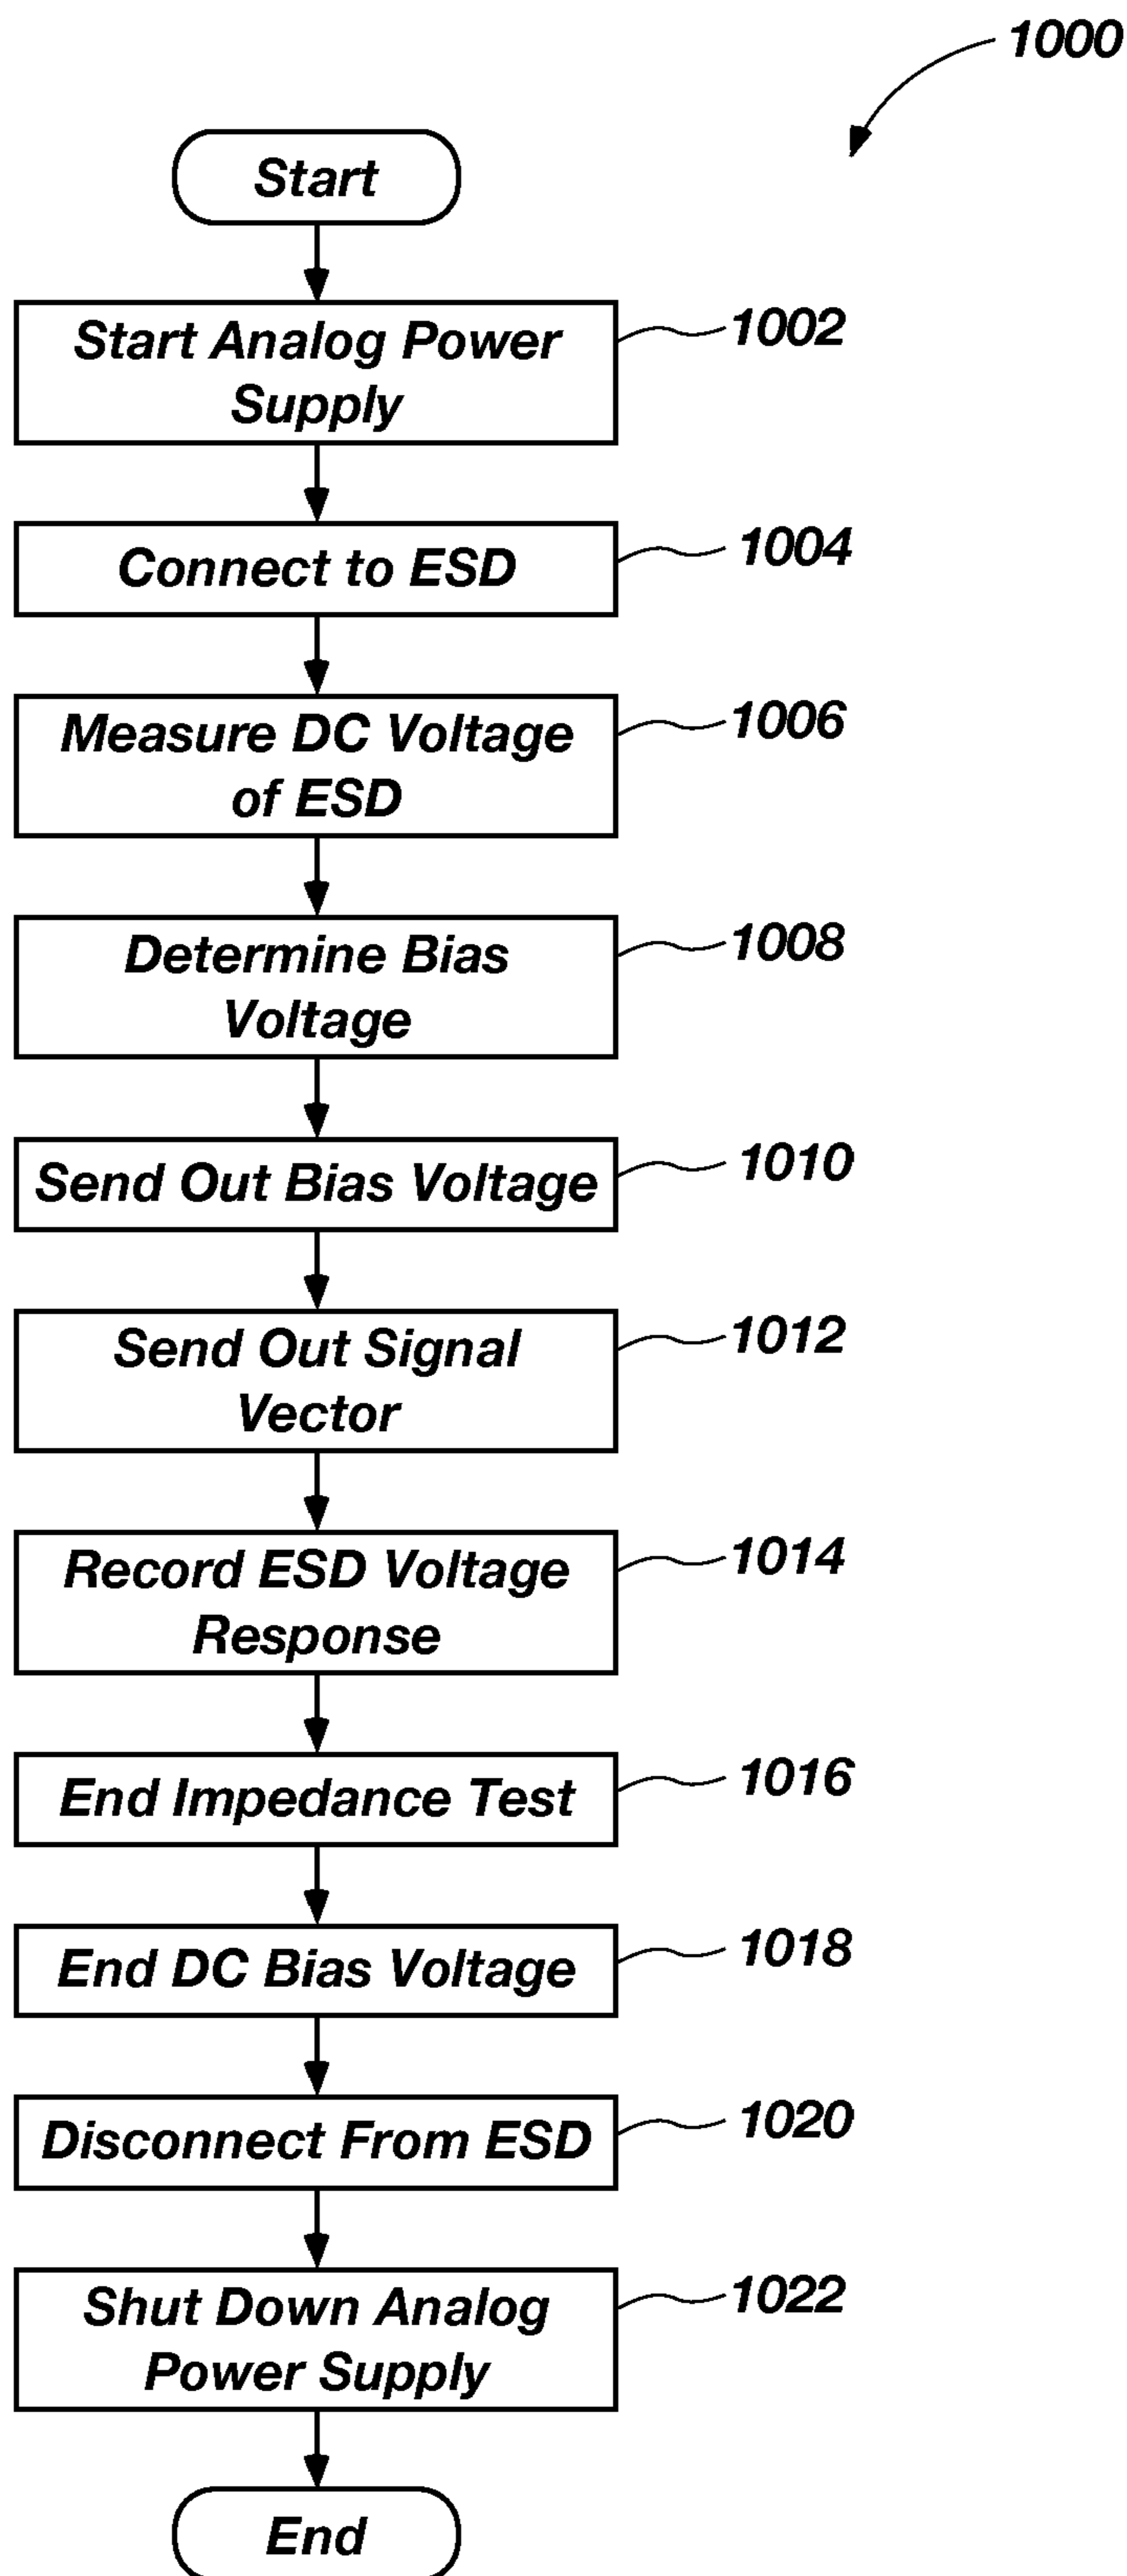 1000
Start
Start Analog Power
Supply
1002
Connect to ESD
1004
Measure DC Voltage
of ESD
1006
Determine Bias
Voltage
1008
Send Out Bias Voltage
1010
Send Out Signal
Vector
1012
Record ESD Voltage
Response
1014
End Impedance Test
1016
End DC Bias Voltage
1018
Disconnect From ESD
1020
Shut Down Analog
Power Supply
1022
End